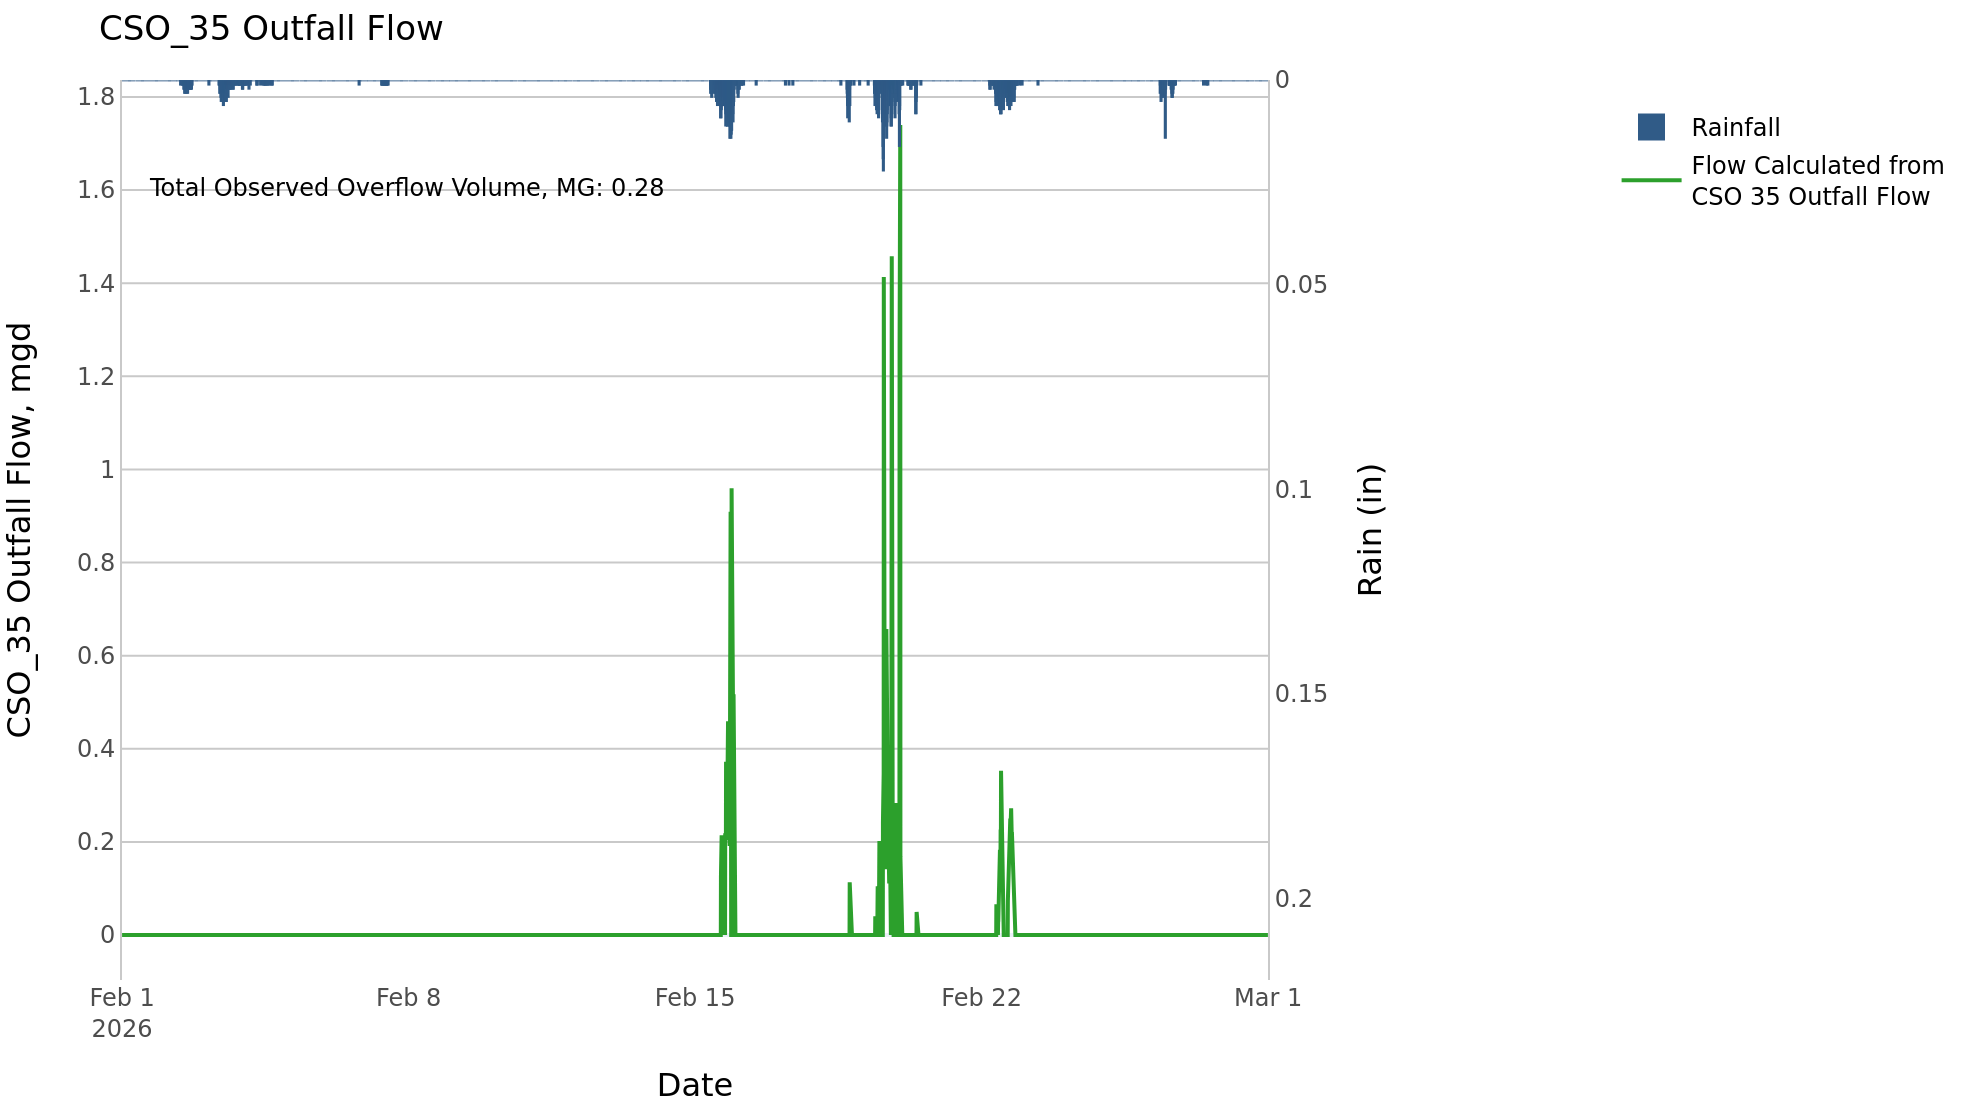 CSO_35 Outfall Flow
Total Observed Overflow Volume, MG: 0.28
CSO_35 Outfall Flow, mgd
1.8
1.6
1.4
1.2
1
0.8
0.6
0.4
0.2
0
0
0.05
0.1
0.15
0.2
Rain (in)
Feb 1
2026
Feb 8
Feb 15
Feb 22
Mar 1
Date
Rainfall
Flow Calculated from
CSO 35 Outfall Flow